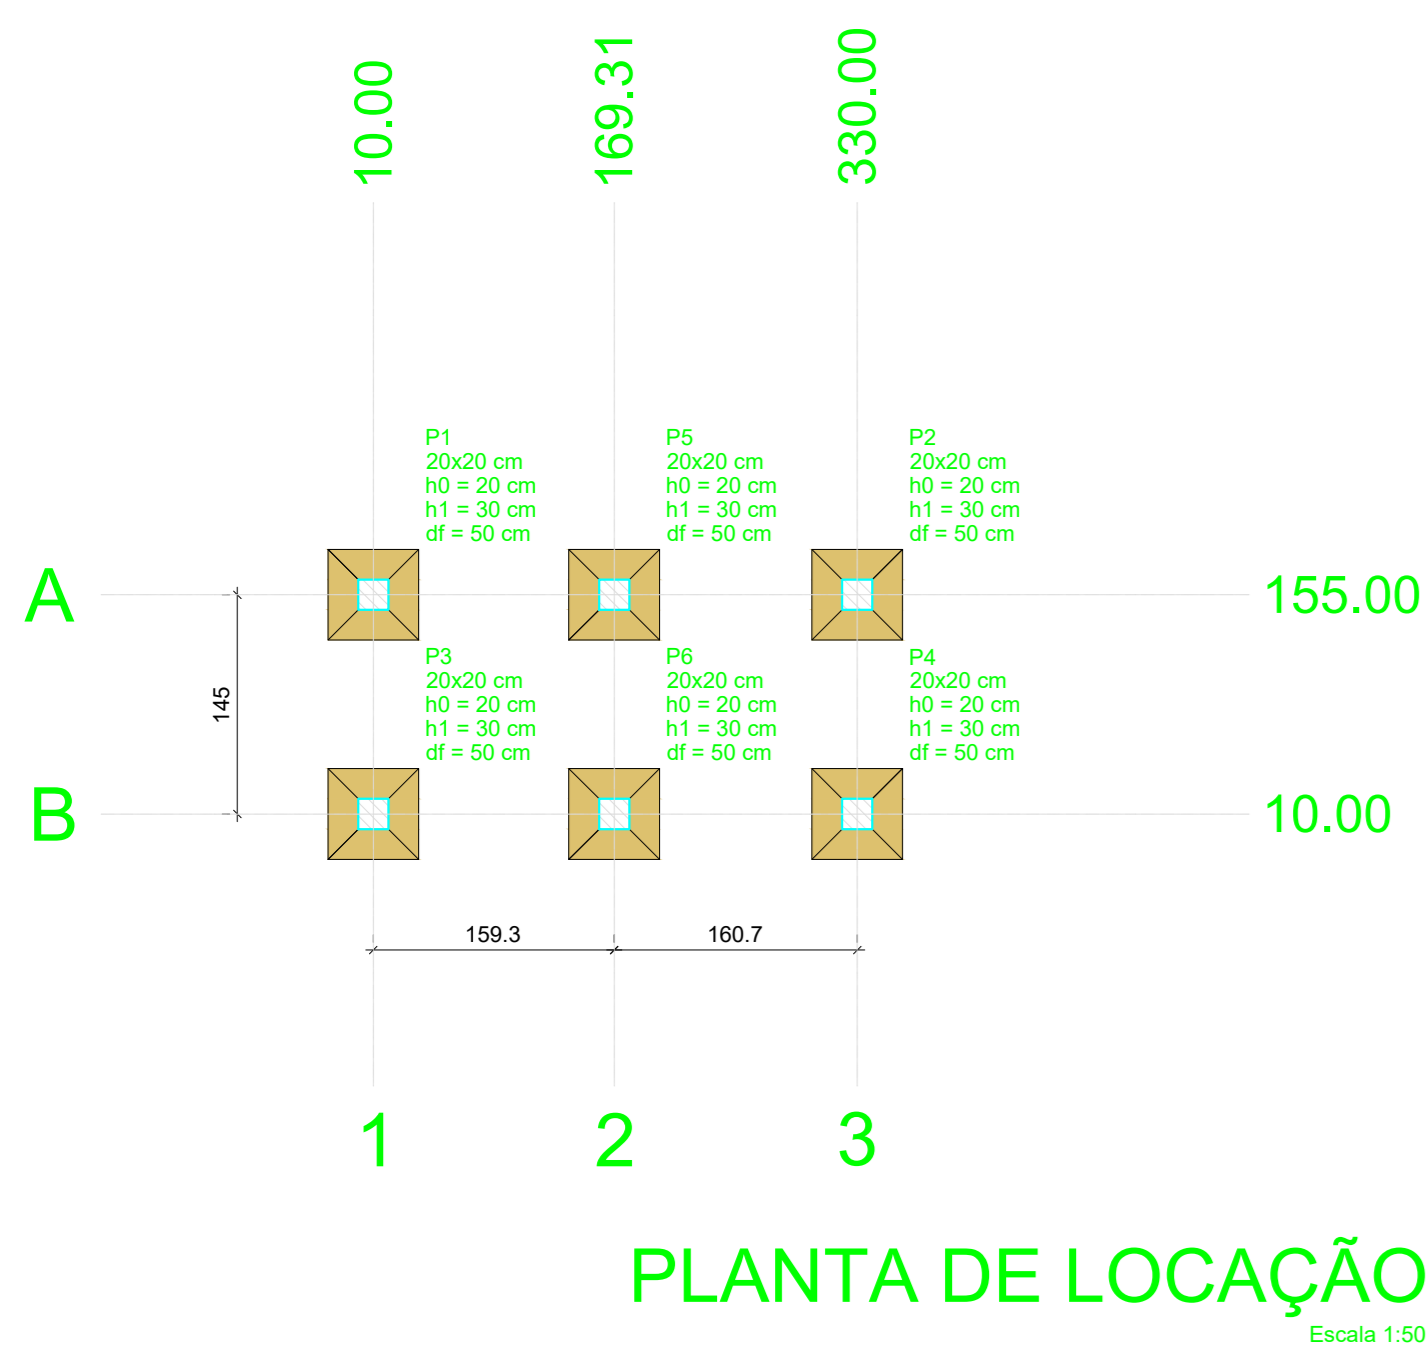 10.00
169.31
330.00
P1
20x20 cm
h0 = 20 cm
h1 = 30 cm
df = 50 cm
P5
20x20 cm
h0 = 20 cm
h1 = 30 cm
df = 50 cm
P2
20x20 cm
h0 = 20 cm
h1 = 30 cm
df = 50 cm
A
155.00
145
P3
20x20 cm
h0 = 20 cm
h1 = 30 cm
df = 50 cm
P6
20x20 cm
h0 = 20 cm
h1 = 30 cm
df = 50 cm
P4
20x20 cm
h0 = 20 cm
h1 = 30 cm
df = 50 cm
B
10.00
159.3
160.7
1
2
3
PLANTA DE LOCAÇÃO
Escala 1:50